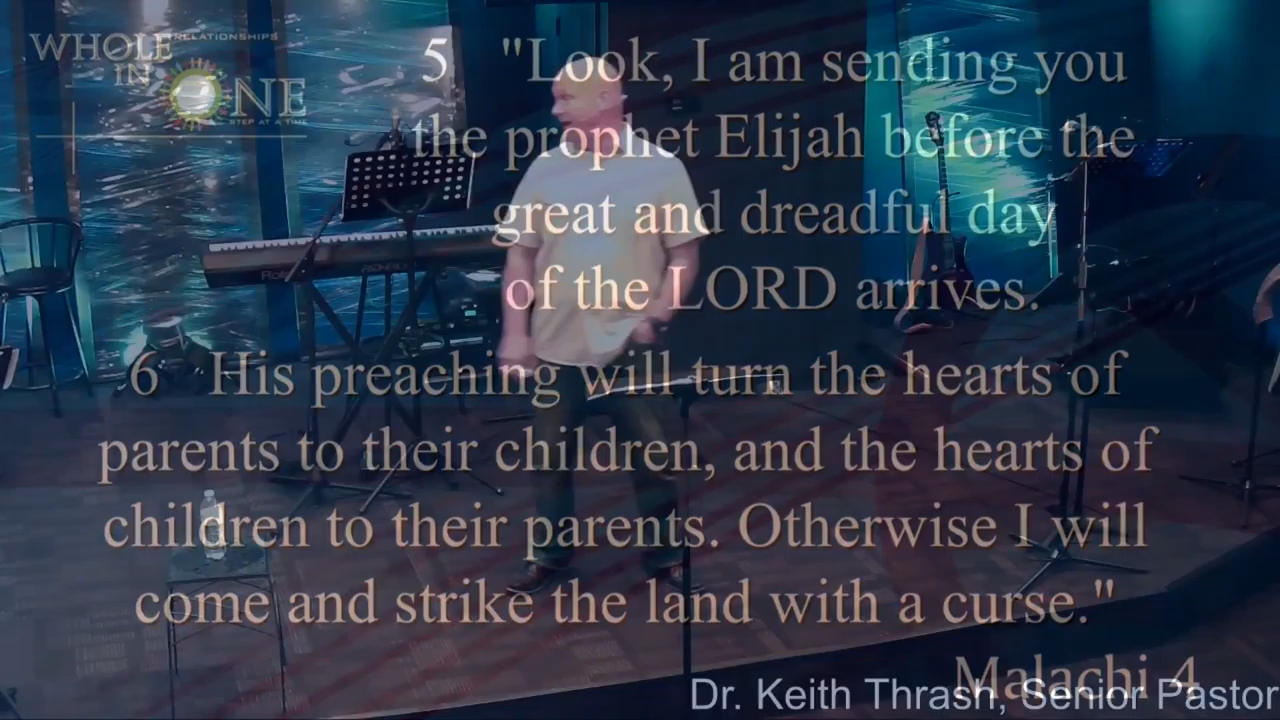 WHOLE
RELATIONSHIPS
IN
ONE
STEP AT A TIME
5 "Look, I am sending you
the prophet Elijah before the
great and dreadful day
of the LORD arrives.
6 His preaching will turn the hearts of
parents to their children, and the hearts of
children to their parents. Otherwise I will
come and strike the land with a curse."
Malachi 4
Dr. Keith Thrash, Senior Pastor
Roland